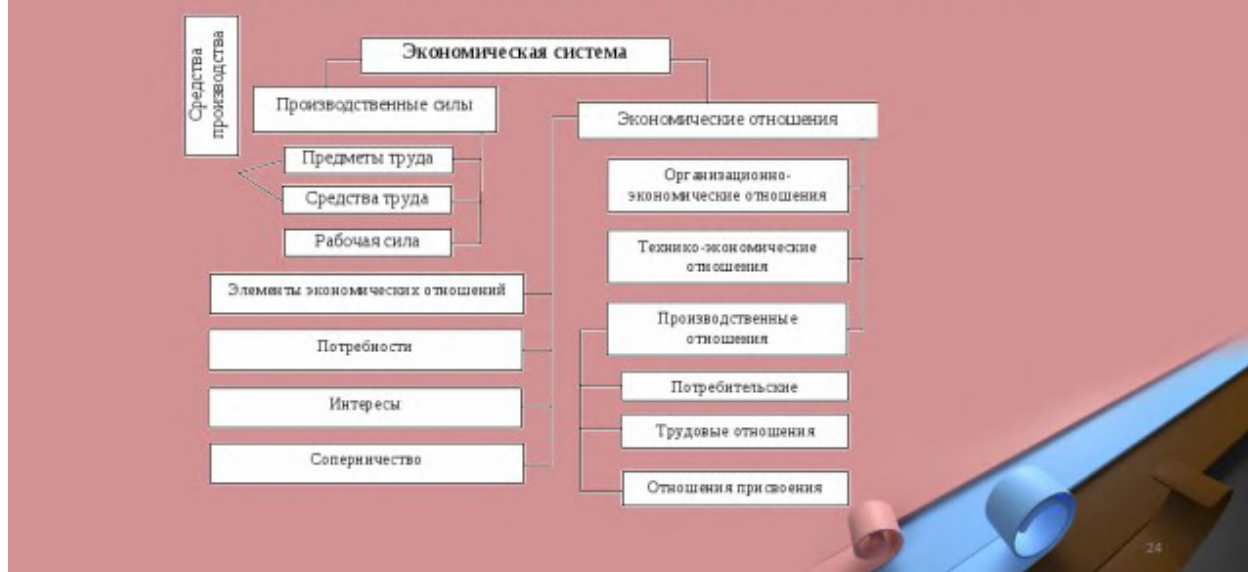 Средства
производства
Экономическая система
Производственные силы
Экономические отношения
Предметы труда
Средства труда
Рабочая сила
Организационно-
экономические отношения
Технико-экономические
отношения
Производственные
отношения
Потребительские
Трудовые отношения
Отношения присвоения
Элементы экономических отношений
Потребности
Интересы
Соперничество
24